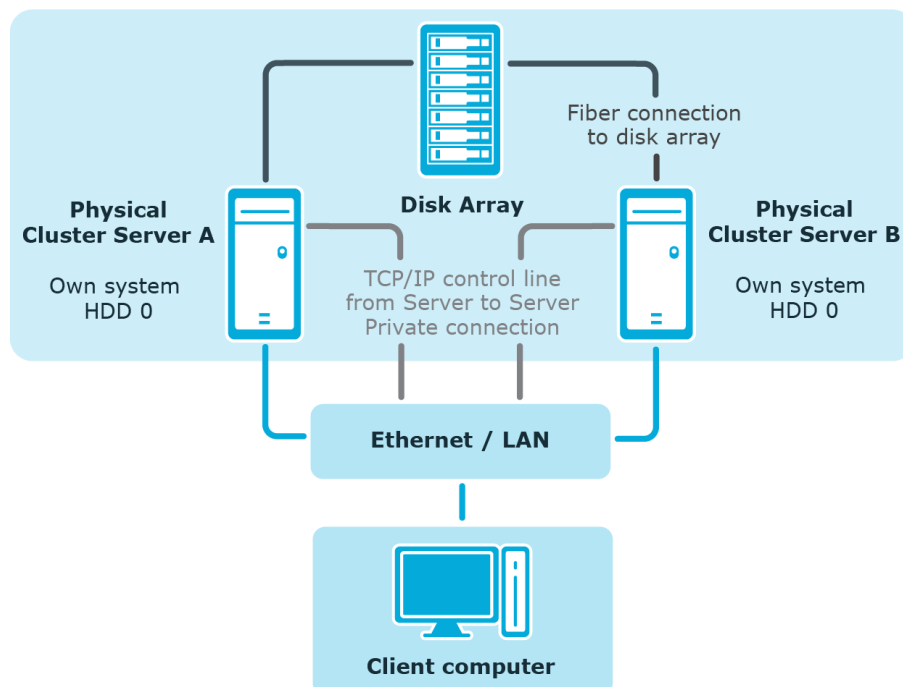 Fiber connection
to disk array
Disk Array
Physical
Cluster Server A
Own system
HDD 0
Physical
Cluster Server B
Own system
HDD 0
TCP/IP control line
from Server to Server
Private connection
Ethernet / LAN
Client computer